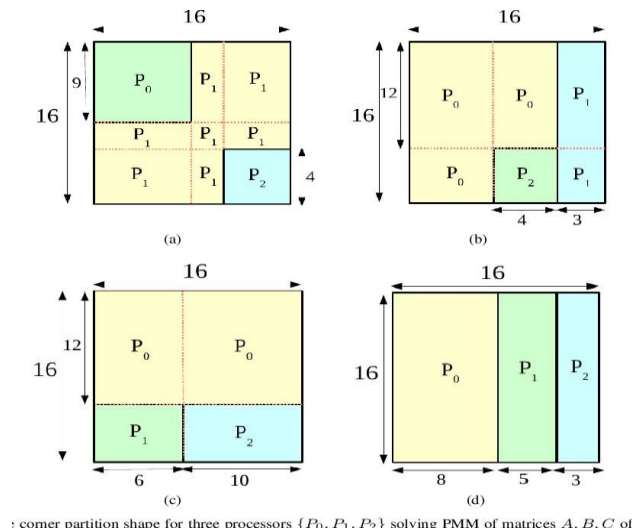 16
16
9
P0
P1
P1
P1
P1
P1
P1
P1
P2
4
(a)
16
16
12
P0
P0
P1
P0
P2
P1
4
3
(b)
16
16
12
P0
P0
P1
P2
6
10
(c)
16
16
P0
P1
P2
8
5
3
(d)
corner partition shape for three processors {P0, P1, P2} solving PMM of matrices A, B, C of